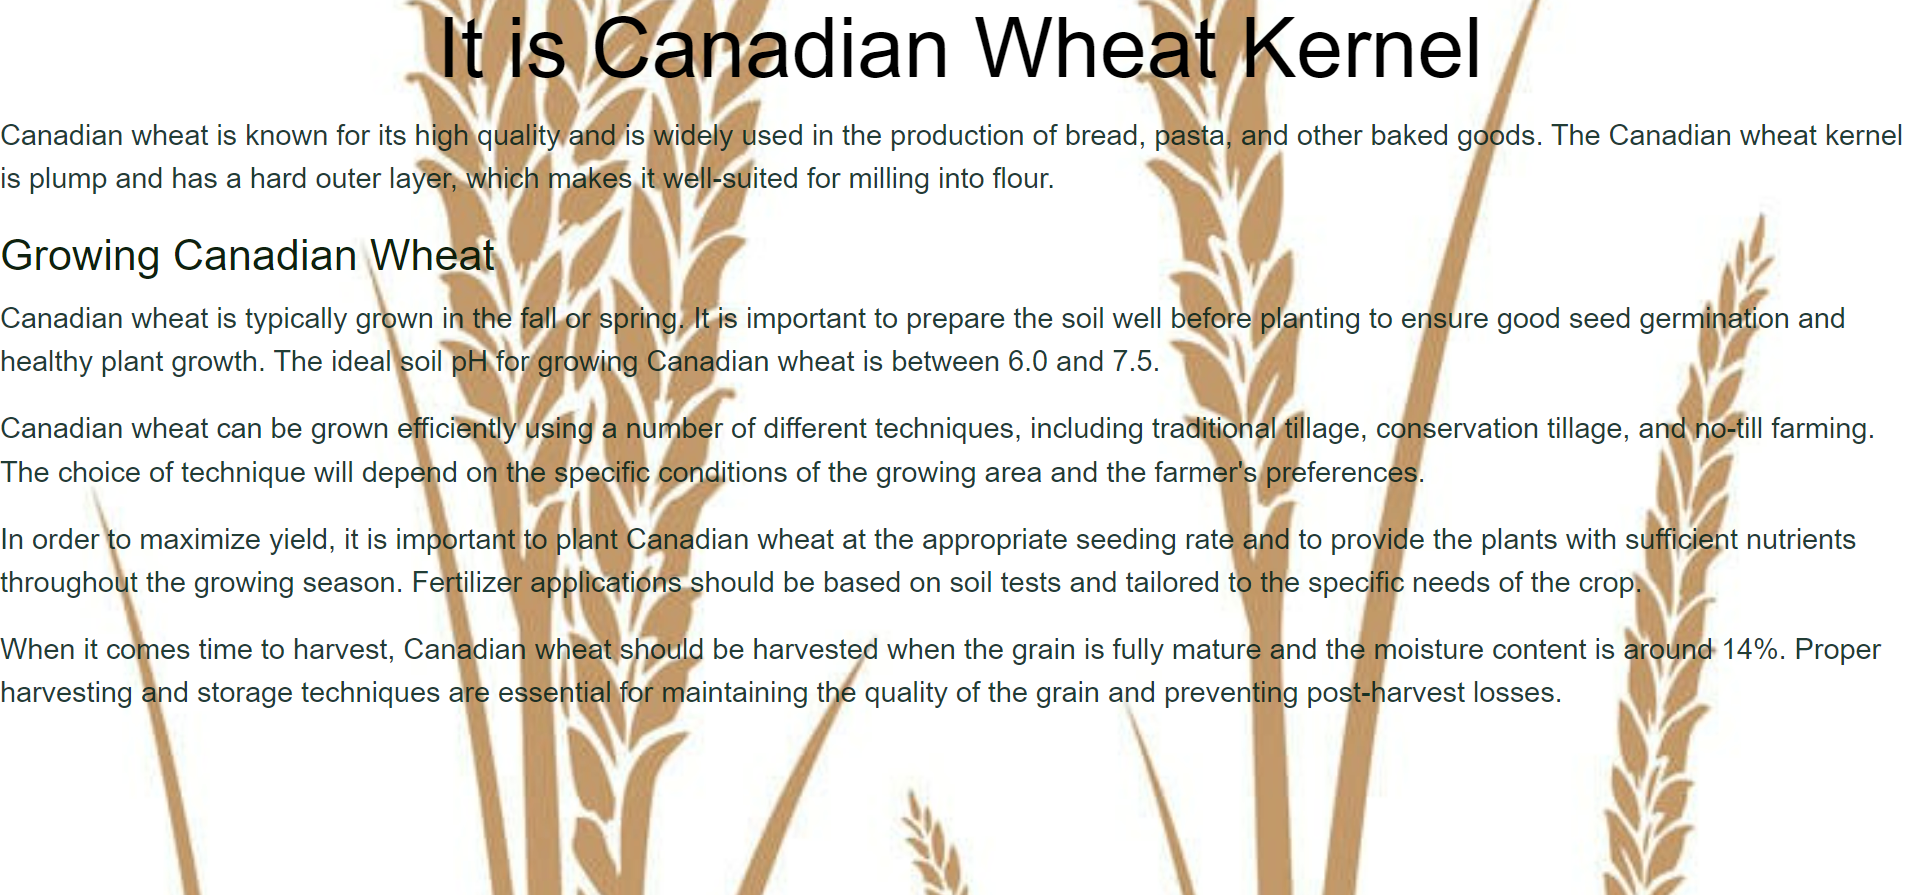 It is Canadian Wheat Kernel
Canadian wheat is known for its high quality and is widely used in the production of bread, pasta, and other baked goods. The Canadian wheat kernel
is plump and has a hard outer layer, which makes it well-suited for milling into flour.
Growing Canadian Wheat
Canadian wheat is typically grown in the fall or spring. It is important to prepare the soil well before planting to ensure good seed germination and
healthy plant growth. The ideal soil pH for growing Canadian wheat is between 6.0 and 7.5.
Canadian wheat can be grown efficiently using a number of different techniques, including traditional tillage, conservation tillage, and no-till farming.
The choice of technique will depend on the specific conditions of the growing area and the farmer's preferences.
In order to maximize yield, it is important to plant Canadian wheat at the appropriate seeding rate and to provide the plants with sufficient nutrients
throughout the growing season. Fertilizer applications should be based on soil tests and tailored to the specific needs of the crop.
When it comes time to harvest, Canadian wheat should be harvested when the grain is fully mature and the moisture content is around 14%. Proper
harvesting and storage techniques are essential for maintaining the quality of the grain and preventing post-harvest losses.